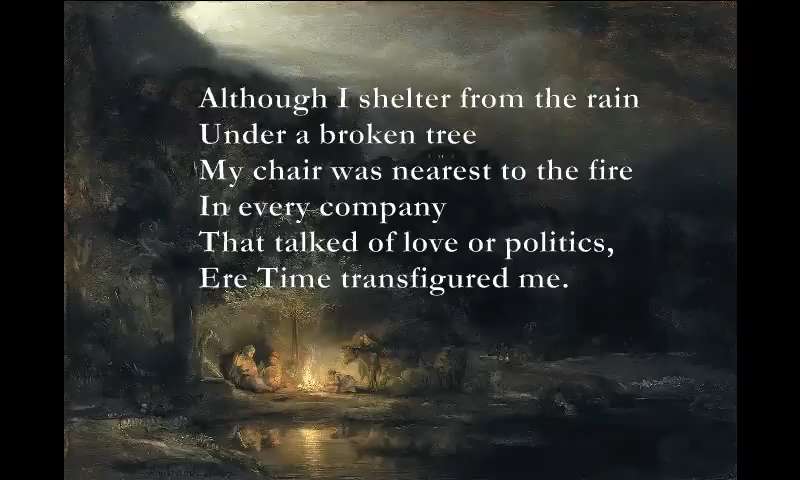 Although I shelter from the rain
Under a broken tree
My chair was nearest to the fire
In every company
That talked of love or politics,
Ere Time transfigured me.